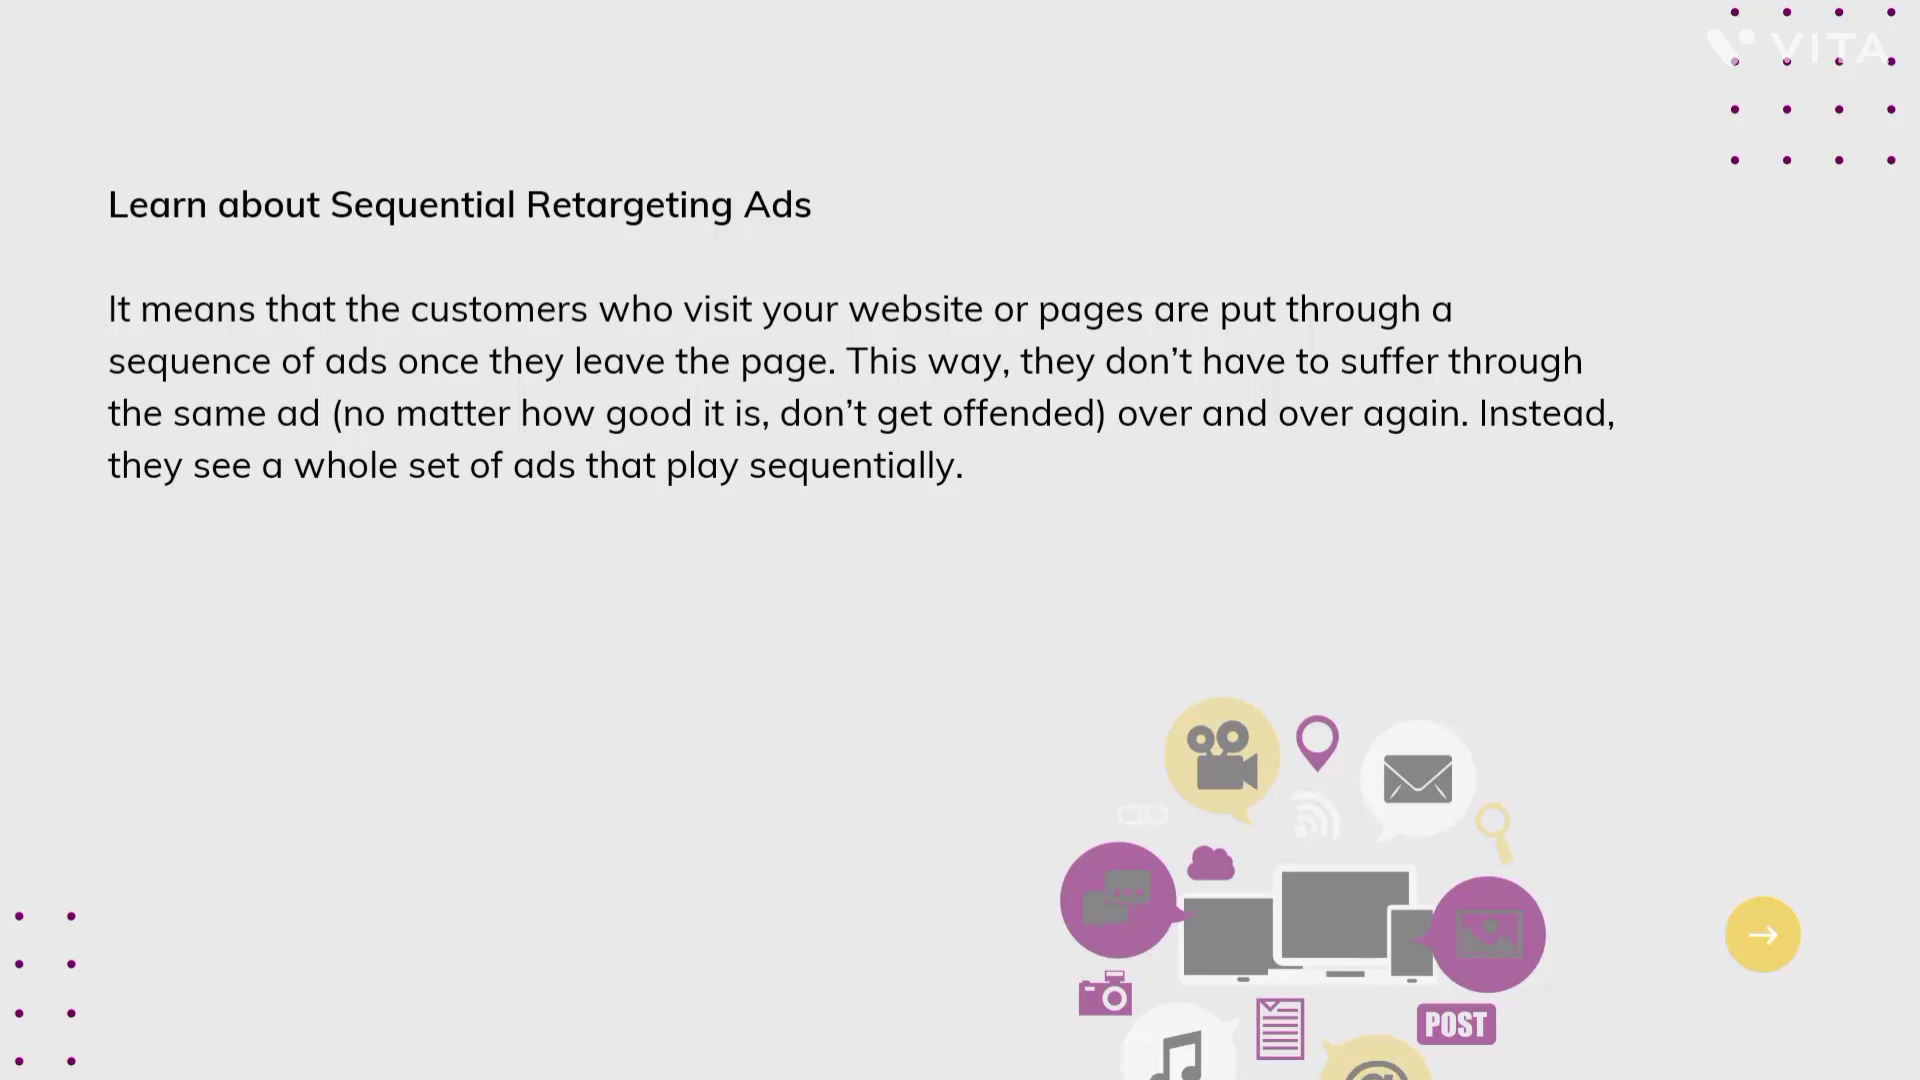 VITA
Learn about Sequential Retargeting Ads
It means that the customers who visit your website or pages are put through a
sequence of ads once they leave the page. This way, they don’t have to suffer through
the same ad (no matter how good it is, don’t get offended) over and over again. Instead,
they see a whole set of ads that play sequentially.
POST
@